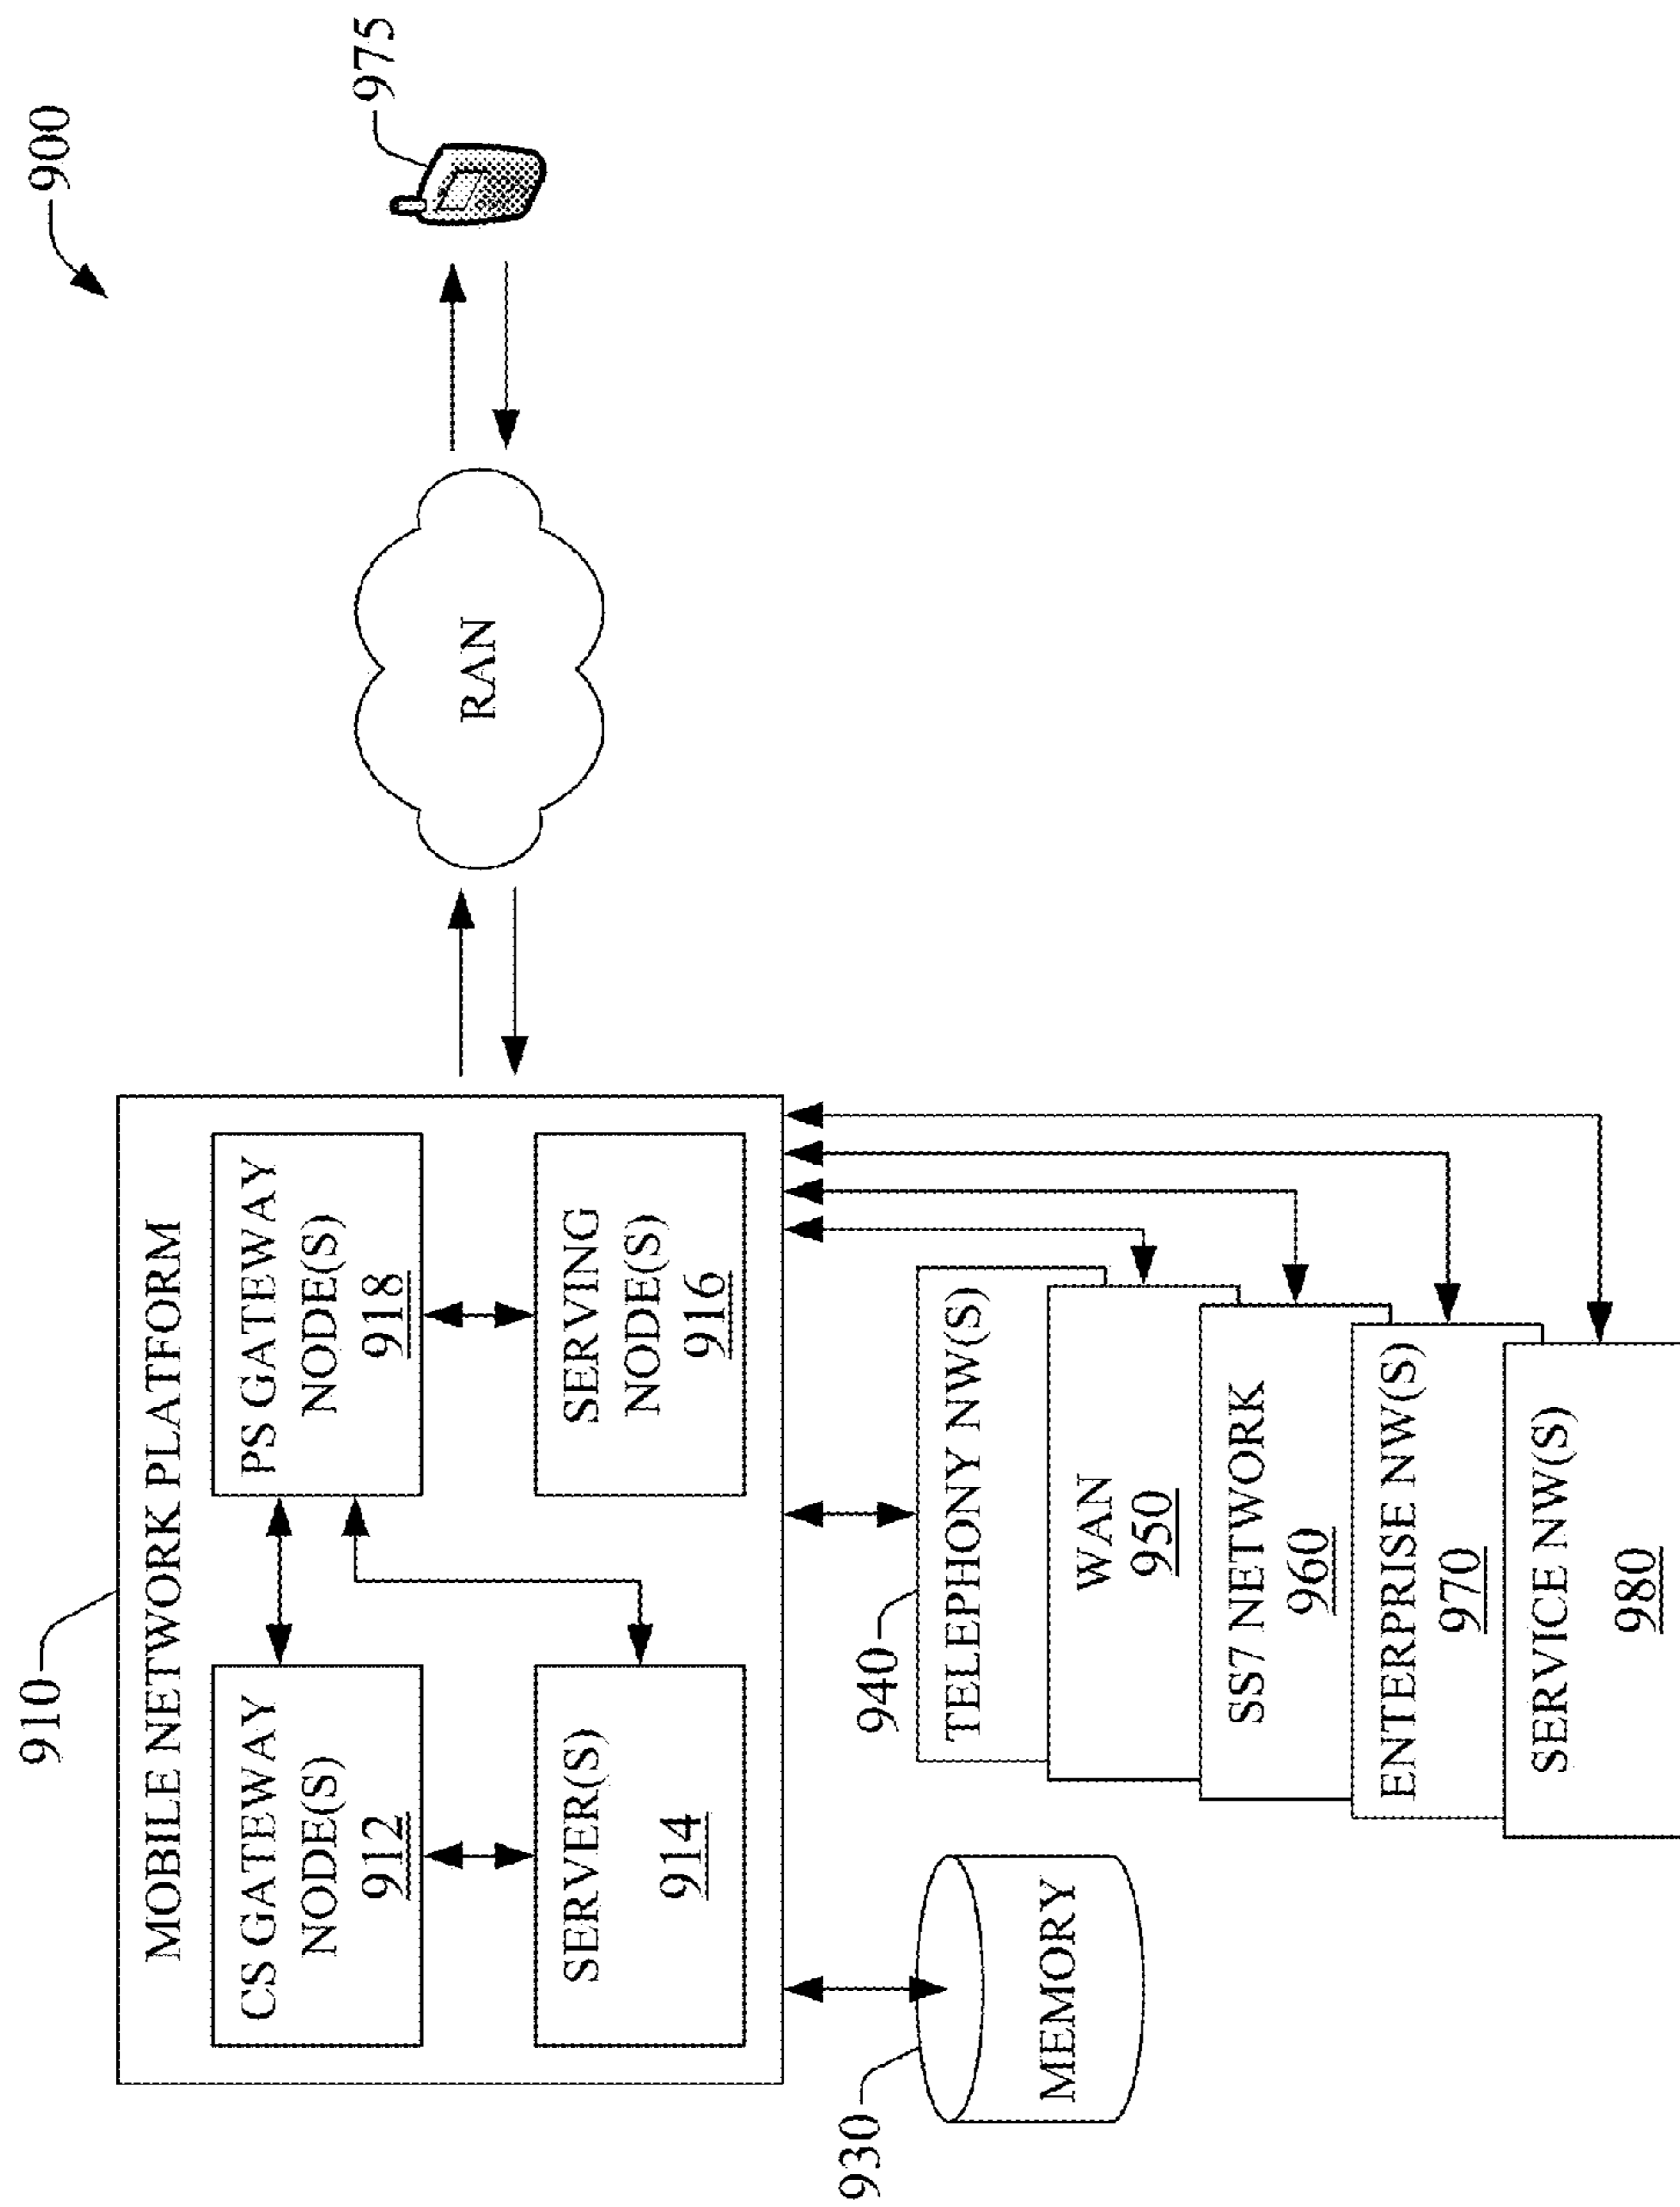 900
910
MOBILE NETWORK PLATFORM
CS GATEWAY
NODE(S)
912
PS GATEWAY
NODE(S)
918
SERVER(S)
914
SERVING
NODE(S)
916
RAN
975
930
MEMORY
940
TELEPHONY NW(S)
WAN
950
SS7 NETWORK
960
ENTERPRISE NW(S)
970
SERVICE NW(S)
980